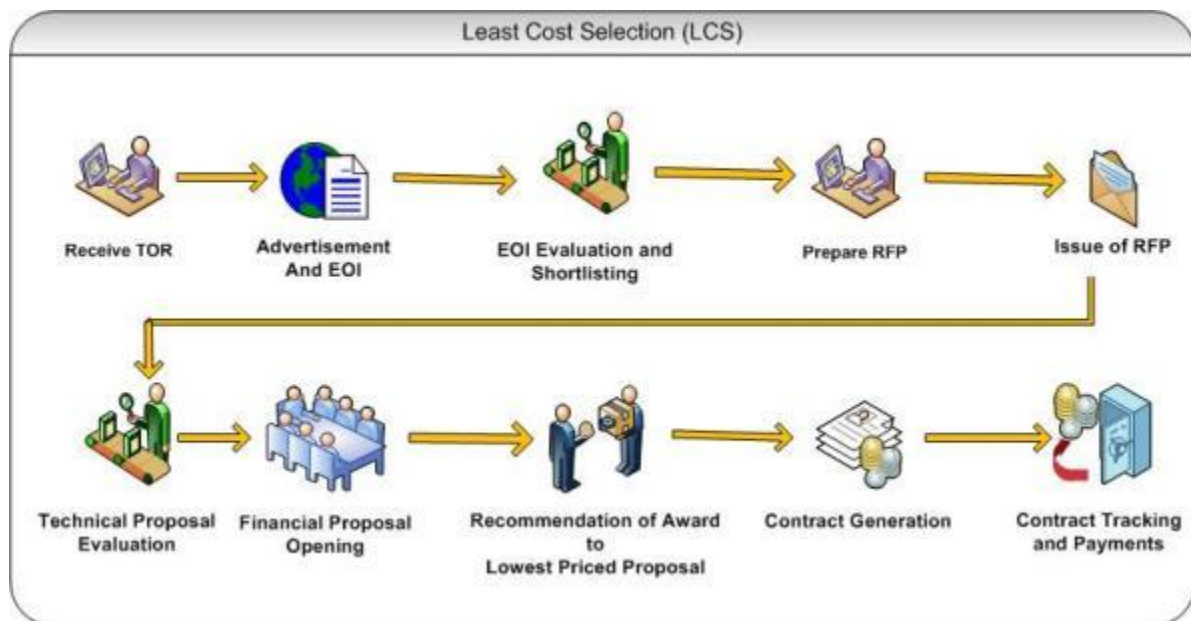 Least Cost Selection (LCS)
Receive TOR
Advertisement
And EOI
EOI Evaluation and
Shortlisting
Prepare RFP
Issue of RFP
Technical Proposal
Evaluation
Financial Proposal
Opening
Recommendation of Award
to
Lowest Priced Proposal
Contract Generation
Contract Tracking
and Payments